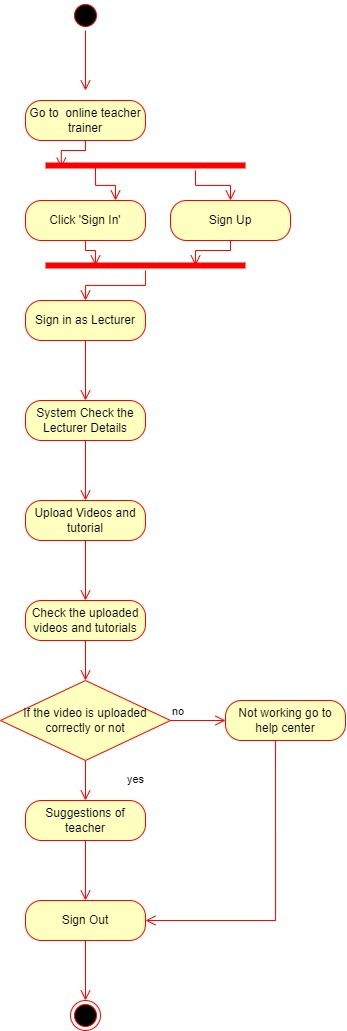 Go to  online teacher
trainer
Click 'Sign In'
Sign Up
Sign in as Lecturer
System Check the
Lecturer Details
Upload Videos and
tutorial
Check the uploaded
videos and tutorials
If the video is uploaded
correctly or not
no
Not working go to
help center
yes
Suggestions of
teacher
Sign Out